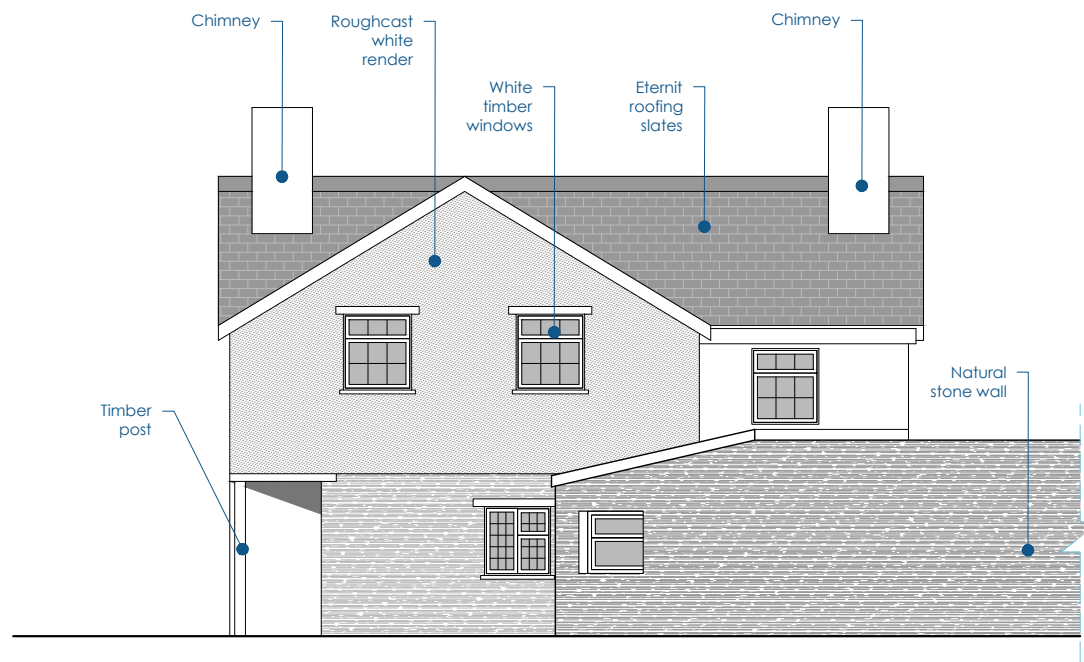 Chimney
Roughcast
white
render
Chimney
White
timber
windows
Eternit
roofing
slates
Natural
stone wall
Timber
post